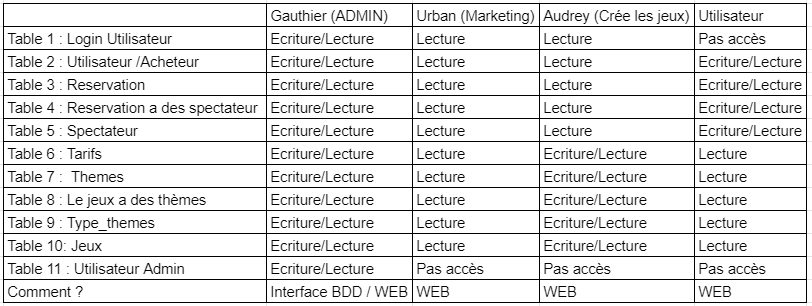 Gauthier (ADMIN) Urban (Marketing) Audrey (Crée les jeux) Utilisateur
Table 1 : Login Utilisateur Ecriture/Lecture Lecture Lecture Pas accès
Table 2 : Utilisateur /Acheteur Ecriture/Lecture Lecture Lecture Ecriture/Lecture
Table 3 : Reservation Ecriture/Lecture Lecture Lecture Ecriture/Lecture
Table 4 : Reservation a des spectateur Ecriture/Lecture Lecture Lecture Ecriture/Lecture
Table 5 : Spectateur Ecriture/Lecture Lecture Lecture Ecriture/Lecture
Table 6 : Tarifs Ecriture/Lecture Lecture Ecriture/Lecture Lecture
Table 7 : Themes Ecriture/Lecture Lecture Ecriture/Lecture Lecture
Table 8 : Le jeux a des thèmes Ecriture/Lecture Lecture Ecriture/Lecture Lecture
Table 9 : Type_themes Ecriture/Lecture Lecture Ecriture/Lecture Lecture
Table 10: Jeux Ecriture/Lecture Lecture Ecriture/Lecture Lecture
Table 11 : Utilisateur Admin Ecriture/Lecture Pas accès Pas accès Pas accès
Comment ? Interface BDD / WEB WEB WEB WEB